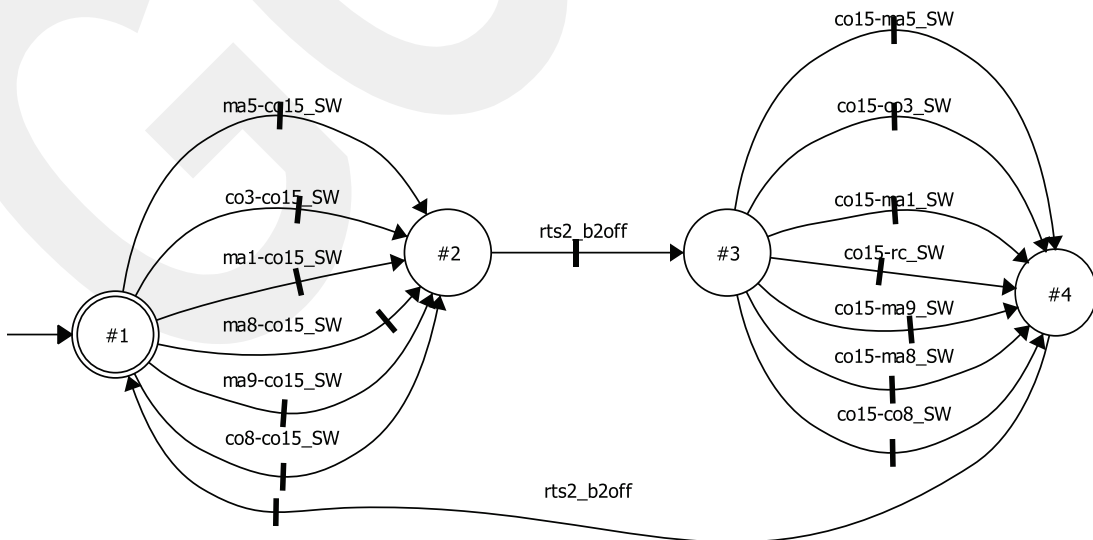 co15-ma5_SW
ma5-co15_SW
co15-co3_SW
co3-co15_SW
co15-ma1_SW
rts2_b2off
ma1-co15_SW
co15-rc_SW
#2
#3
#4
co15-ma9_SW
#1
ma8-co15_SW
co15-ma8_SW
ma9-co15_SW
co15-co8_SW
co8-co15_SW
rts2_b2off